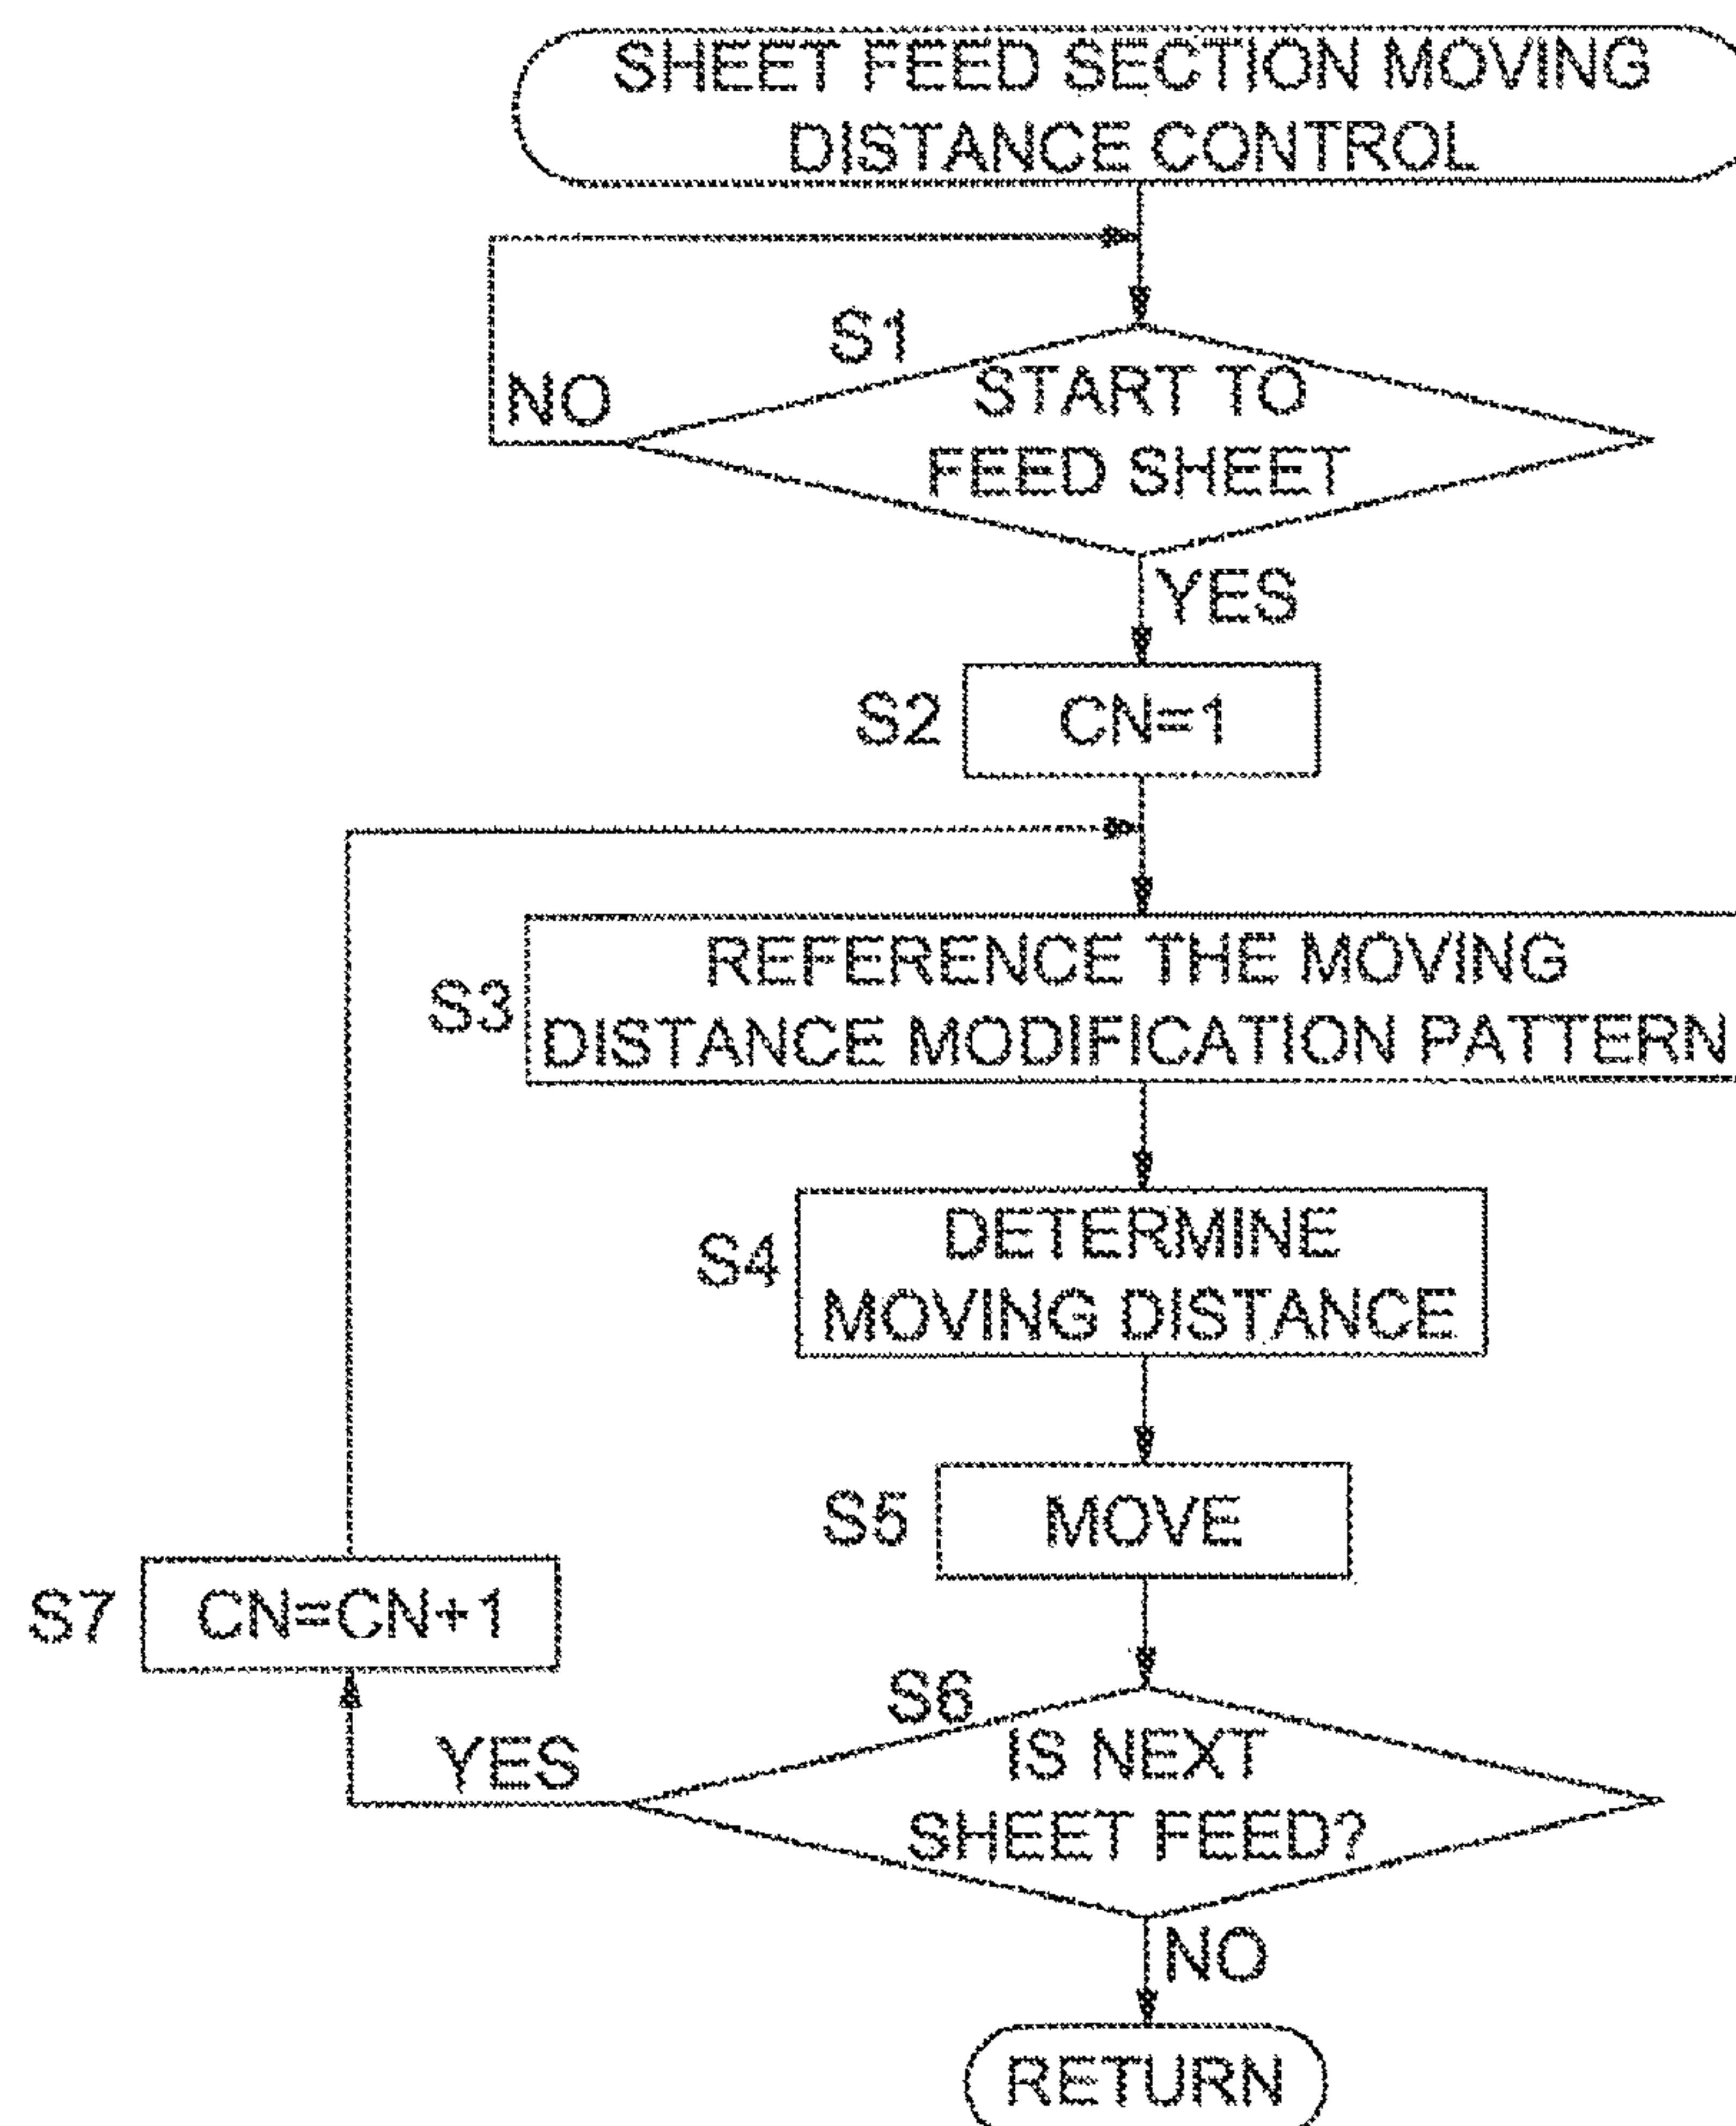 SHEET FEED SECTION MOVING
DISTANCE CONTROL
S1
NO
START TO
FEED SHEET
YES
S2
CN=1
S3
REFERENCE THE MOVING
DISTANCE MODIFICATION PATTERN
S4
DETERMINE
MOVING DISTANCE
S5
MOVE
S7
CN=CN+1
S6
YES
IS NEXT
SHEET FEED?
NO
RETURN